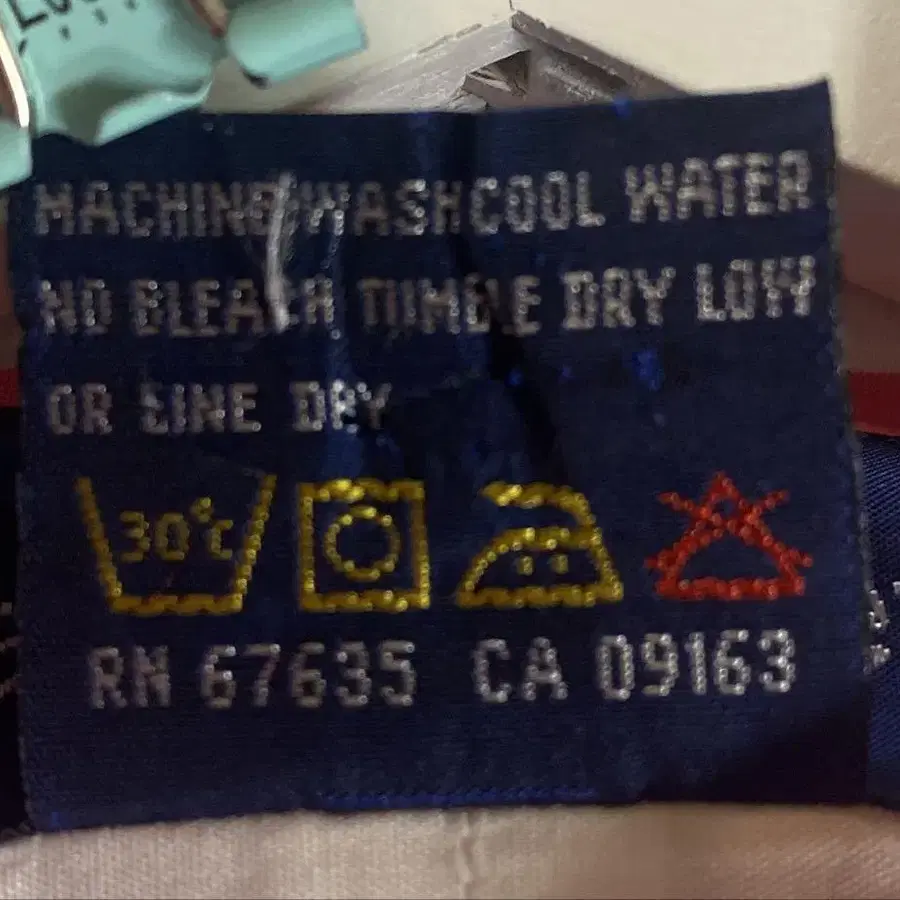 MACHINE WASH COOL WATER
NO BLEACH TUMBLE DRY LOW
OR LINE DRY
30°C
RN 67635 CA 09163